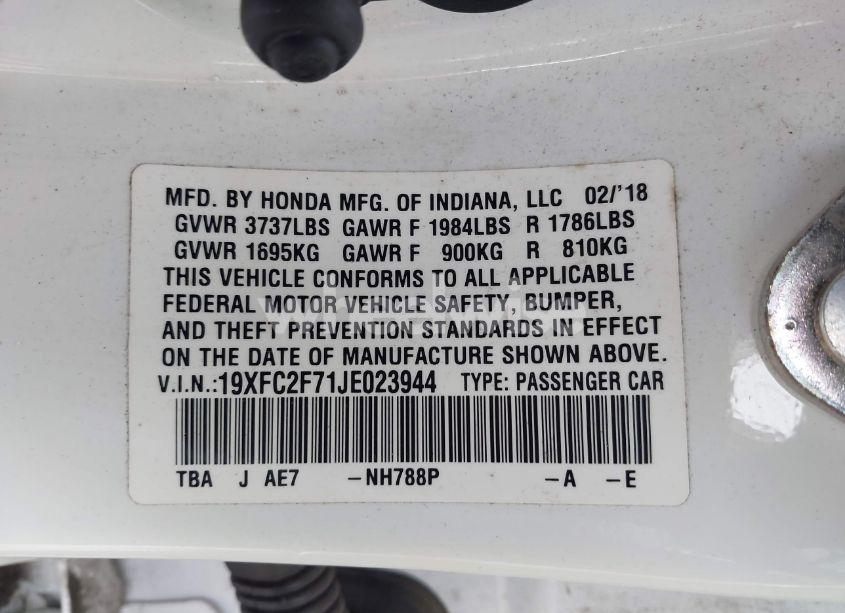 MFD. BY HONDA MFG. OF INDIANA, LLC 02/'18
GVWR 3737LBS GAWR F 1984LBS R 1786LBS
GVWR 1695KG GAWR F 900KG R 810KG
THIS VEHICLE CONFORMS TO ALL APPLICABLE
FEDERAL MOTOR VEHICLE SAFETY, BUMPER,
AND THEFT PREVENTION STANDARDS IN EFFECT
ON THE DATE OF MANUFACTURE SHOWN ABOVE.
V.I.N.:19XFC2F71JE023944 TYPE: PASSENGER CAR
TBA J AE7 -NH788P -A -E